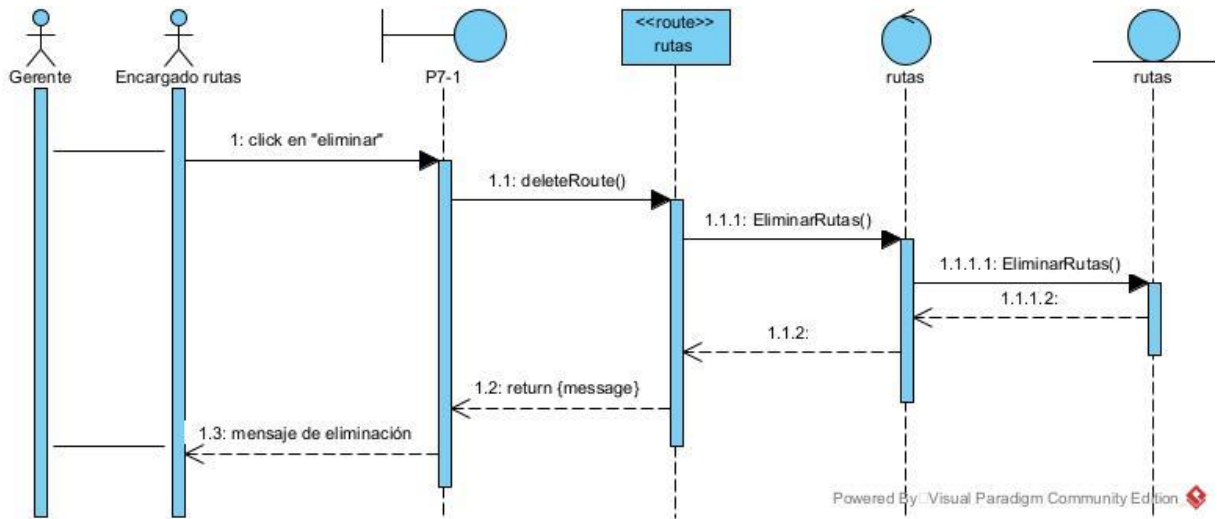 <<route>>
rutas
Gerente
Encargado rutas
P7-1
rutas
rutas
1: click en "eliminar"
1.1: deleteRoute()
1.1.1: EliminarRutas()
1.1.1.1: EliminarRutas()
1.1.1.2:
1.1.2:
1.2: return {message}
1.3: mensaje de eliminación
Powered By Visual Paradigm Community Edition